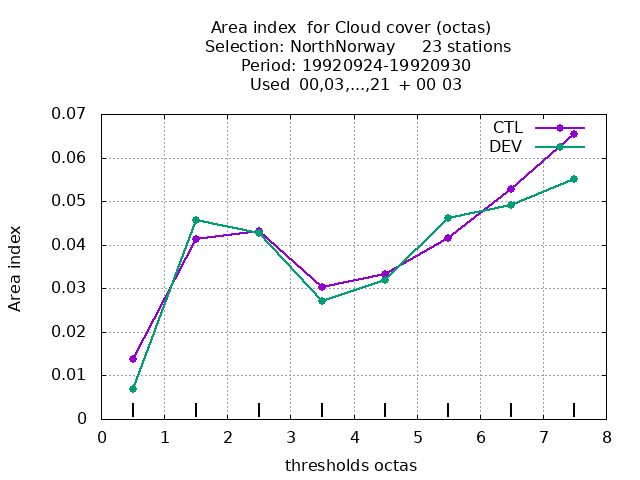 Area index  for Cloud cover (octas)
Selection: NorthNorway     23 stations
Period: 19920924-19920930
Used  00,03,...,21  + 00 03
CTL
DEV
0.07
0.06
0.05
0.04
0.03
0.02
0.01
0
Area index
0 1 2 3 4 5 6 7 8
thresholds octas